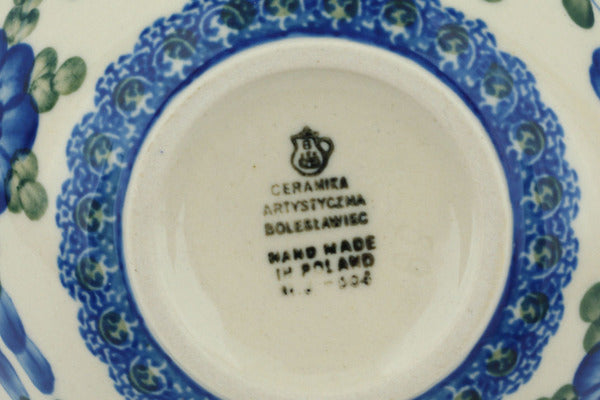 CERAMIKA
ARTYSTYCZNA
BOLESŁAWIEC
HAND MADE
IN POLAND